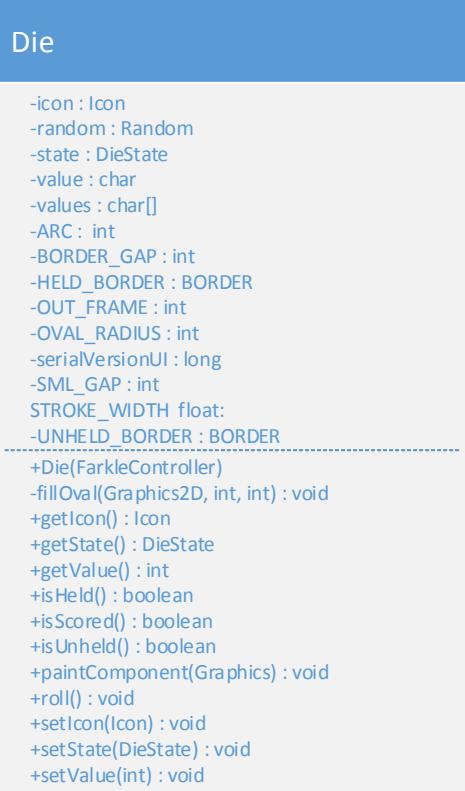 Die
-icon : Icon
-random : Random
-state : DieState
-value : char
-values : char[]
-ARC : int
-BORDER_GAP : int
-HELD_BORDER : BORDER
-OUT_FRAME : int
-OVAL_RADIUS : int
-serialVersionUI : long
-SML_GAP : int
STROKE_WIDTH float:
-UNHELD_BORDER : BORDER
+Die(FarkleController)
-fillOval(Graphics2D, int, int) : void
+getIcon() : Icon
+getState() : DieState
+getValue() : int
+isHeld() : boolean
+isScored() : boolean
+isUnheld() : boolean
+paintComponent(Graphics) : void
+roll() : void
+setIcon(Icon) : void
+setState(DieState) : void
+setValue(int) : void